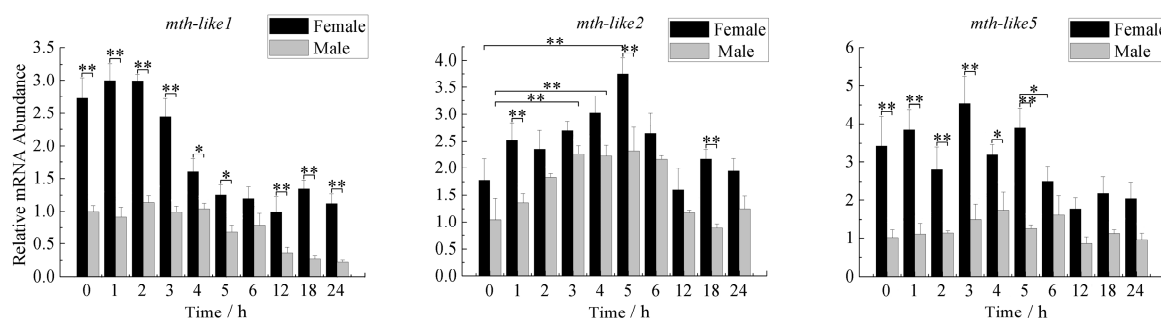 mth-like1
Female
Male
Relative mRNA Abundance
3.5
3.0
2.5
2.0
1.5
1.0
0.5
0.0
** ** ** ** * * ** ** **
0 1 2 3 4 5 6 12 18 24
Time / h
mth-like2
Female
Male
4.0
3.5
3.0
2.5
2.0
1.5
1.0
0.5
0.0
**
**
**
**
**
**
0 1 2 3 4 5 6 12 18 24
Time / h
mth-like5
Female
Male
6
5
4
3
2
1
0
** ** ** ** * ** *
0 1 2 3 4 5 6 12 18 24
Time / h